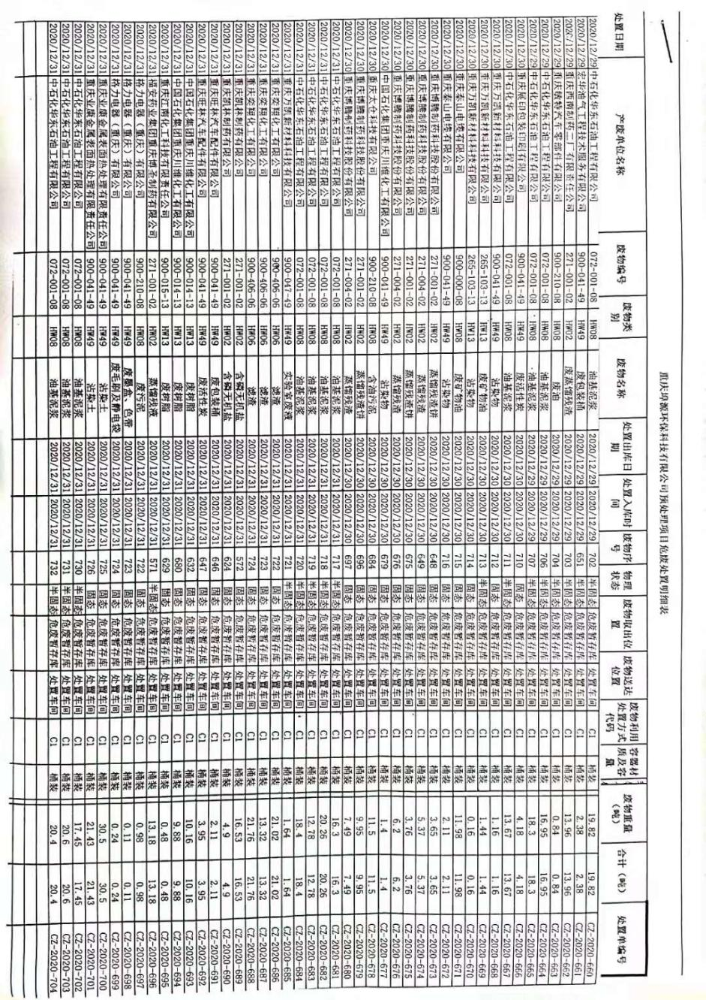 重庆坞源环保科技有限公司预处理项目危废处置明细表
处置日期 产废单位名称 废物编号 废物类别 废物名称 处置出库日期 处置入库时间 废物序号 物理状态 废物取出位置 废物送达位置 废物利用处置方式代码 容器材质及容量 废物重量(吨) 合计(吨) 处置单编号
2020/12/29 中石化华东石油工程有限公司 072-001-08 HW08 油基泥浆 2020/12/29 2020/12/29 702 半固态 危废暂存库 处置车间 C1 桶装 19.82 19.82 CZ-2020-660
2020/12/29 宏华油气工程技术服务有限公司 900-041-49 HW49 废包装桶 2020/12/29 2020/12/29 651 固态 危废暂存库 处置车间 C1 桶装 2.38 2.38 CZ-2020-661
2020/12/29 重庆西南制药二厂有限责任公司 271-001-02 HW02 废蒸馏残渣 2020/12/29 2020/12/29 703 半固态 危废暂存库 处置车间 C1 桶装 13.96 13.96 CZ-2020-662
2020/12/29 重庆敏特汽车零部件有限公司 900-210-08 HW08 废油 2020/12/29 2020/12/29 704 半固态 危废暂存库 处置车间 C1 桶装 0.84 0.84 CZ-2020-663
2020/12/29 中石化华东石油工程有限公司 072-001-08 HW08 油基泥浆 2020/12/29 2020/12/29 706 半固态 危废暂存库 处置车间 C1 桶装 16.95 16.95 CZ-2020-664
2020/12/29 中石化华东石油工程有限公司 072-001-08 HW08 油基泥浆 2020/12/29 2020/12/29 707 半固态 危废暂存库 处置车间 C1 桶装 18.3 18.3 CZ-2020-665
2020/12/30 重庆展印包装印刷有限公司 900-041-49 HW49 废活性炭 2020/12/30 2020/12/30 710 固态 危废暂存库 处置车间 C1 桶装 4.18 4.18 CZ-2020-666
2020/12/30 中石化华东石油工程有限公司 072-001-08 HW08 油基泥浆 2020/12/30 2020/12/30 711 半固态 危废暂存库 处置车间 C1 桶装 13.67 13.67 CZ-2020-667
2020/12/30 重庆万凯新材料科技有限公司 900-041-49 HW49 沾染物 2020/12/30 2020/12/30 712 固态 危废暂存库 处置车间 C1 桶装 1.16 1.16 CZ-2020-668
2020/12/30 重庆万凯新材料科技有限公司 265-103-13 HW13 废矿物油 2020/12/30 2020/12/30 713 半固态 危废暂存库 处置车间 C1 桶装 1.44 1.44 CZ-2020-669
2020/12/30 重庆万凯新材料科技有限公司 265-103-13 HW13 沾染物 2020/12/30 2020/12/30 714 固态 危废暂存库 处置车间 C1 桶装 0.16 0.16 CZ-2020-670
2020/12/30 重庆泰山电缆有限公司 900-000-08 HW08 废矿物油 2020/12/30 2020/12/30 715 固态 危废暂存库 处置车间 C1 桶装 11.98 11.98 CZ-2020-671
2020/12/30 重庆泰山电缆有限公司 900-041-49 HW49 沾染物 2020/12/30 2020/12/30 716 固态 危废暂存库 处置车间 C1 桶装 2.11 2.11 CZ-2020-672
2020/12/30 重庆博腾制药科技股份有限公司 271-001-02 HW02 蒸馏残渣饼 2020/12/30 2020/12/30 648 固态 危废暂存库 处置车间 C1 桶装 3.65 3.65 CZ-2020-673
2020/12/30 重庆博腾制药科技股份有限公司 271-004-02 HW02 蒸馏残渣 2020/12/30 2020/12/30 649 固态 危废暂存库 处置车间 C1 桶装 5.37 5.37 CZ-2020-674
2020/12/30 重庆博腾制药科技股份有限公司 271-001-02 HW02 蒸馏残渣饼 2020/12/30 2020/12/30 675 固态 危废暂存库 处置车间 C1 桶装 3.76 3.76 CZ-2020-675
2020/12/30 重庆博腾制药科技股份有限公司 271-004-02 HW02 蒸馏残渣 2020/12/30 2020/12/30 676 固态 危废暂存库 处置车间 C1 桶装 6.2 6.2 CZ-2020-676
2020/12/30 中国石化集团重庆川维化工有限公司 900-041-49 HW49 沾染物 2020/12/30 2020/12/30 679 固态 危废暂存库 处置车间 C1 桶装 1.4 1.4 CZ-2020-677
2020/12/30 重庆太仓科技有限公司 900-210-08 HW08 含油污泥 2020/12/30 2020/12/30 684 固态 危废暂存库 处置车间 C1 桶装 11.5 11.5 CZ-2020-678
2020/12/30 重庆博腾制药科技股份有限公司 271-001-02 HW02 蒸馏残渣饼 2020/12/30 2020/12/30 696 固态 危废暂存库 处置车间 C1 桶装 9.95 9.95 CZ-2020-679
2020/12/30 重庆博腾制药科技股份有限公司 271-004-02 HW02 蒸馏残渣 2020/12/30 2020/12/30 697 固态 危废暂存库 处置车间 C1 桶装 7.49 7.49 CZ-2020-680
2020/12/31 中石化华东石油工程有限公司 072-001-08 HW08 油基泥浆 2020/12/31 2020/12/31 717 半固态 危废暂存库 处置车间 C1 桶装 16.3 16.3 CZ-2020-681
2020/12/31 中石化华东石油工程有限公司 072-001-08 HW08 油基泥浆 2020/12/31 2020/12/31 718 半固态 危废暂存库 处置车间 C1 桶装 20.26 20.26 CZ-2020-682
2020/12/31 中石化华东石油工程有限公司 072-001-08 HW08 油基泥浆 2020/12/31 2020/12/31 719 半固态 危废暂存库 处置车间 C1 桶装 12.78 12.78 CZ-2020-683
2020/12/31 中石化华东石油工程有限公司 072-001-08 HW08 油基泥浆 2020/12/31 2020/12/31 720 半固态 危废暂存库 处置车间 C1 桶装 18.4 18.4 CZ-2020-684
2020/12/31 重庆万凯新材料科技有限公司 900-047-49 HW49 实验室废液 2020/12/31 2020/12/31 721 半固态 危废暂存库 处置车间 C1 桶装 1.64 1.64 CZ-2020-685
2020/12/31 重庆奕翔化工有限公司 900-406-06 HW06 滤渣 2020/12/31 2020/12/31 722 固态 危废暂存库 处置车间 C1 桶装 21.02 21.02 CZ-2020-686
2020/12/31 重庆奕翔化工有限公司 900-406-06 HW06 滤渣 2020/12/31 2020/12/31 723 固态 危废暂存库 处置车间 C1 桶装 13.32 13.32 CZ-2020-687
2020/12/31 重庆奕翔化工有限公司 900-406-06 HW06 滤渣 2020/12/31 2020/12/31 724 固态 危废暂存库 处置车间 C1 桶装 21.76 21.76 CZ-2020-688
2020/12/31 重庆凯林制药有限公司 271-001-02 HW02 含磷无机盐 2020/12/31 2020/12/31 572 固态 危废暂存库 处置车间 C1 桶装 16.53 16.53 CZ-2020-689
2020/12/31 重庆凯林制药有限公司 271-001-02 HW02 含磷无机盐 2020/12/31 2020/12/31 624 固态 危废暂存库 处置车间 C1 桶装 4.9 4.9 CZ-2020-690
2020/12/31 重庆旺林汽车配件有限公司 900-041-49 HW49 废包装桶 2020/12/31 2020/12/31 646 固态 危废暂存库 处置车间 C1 桶装 2.11 2.11 CZ-2020-691
2020/12/31 重庆旺林汽车配件有限公司 900-041-49 HW49 废活性炭 2020/12/31 2020/12/31 647 固态 危废暂存库 处置车间 C1 桶装 3.95 3.95 CZ-2020-692
2020/12/31 中国石化集团重庆川维化工有限公司 900-014-13 HW13 废树脂 2020/12/31 2020/12/31 632 固态 危废暂存库 处置车间 C1 桶装 10.16 10.16 CZ-2020-693
2020/12/31 中国石化集团重庆川维化工有限公司 900-014-13 HW13 废树脂 2020/12/31 2020/12/31 680 固态 危废暂存库 处置车间 C1 桶装 9.88 9.88 CZ-2020-694
2020/12/31 重庆江南化工科技有限责任公司 900-015-13 HW13 废树脂 2020/12/31 2020/12/31 629 固态 危废暂存库 处置车间 C1 桶装 0.48 0.48 CZ-2020-695
2020/12/31 福安药业集团重庆博圣制药有限公司 271-001-02 HW02 蒸馏残液 2020/12/31 2020/12/31 571 半固态 危废暂存库 处置车间 C1 桶装 13.18 13.18 CZ-2020-696
2020/12/31 格力电器(重庆)有限公司 900-210-08 HW08 废污泥 2020/12/31 2020/12/31 722 固态 危废暂存库 处置车间 C1 桶装 0.98 0.98 CZ-2020-697
2020/12/31 格力电器(重庆)有限公司 900-041-49 HW49 废墨盒、色带 2020/12/31 2020/12/31 723 固态 危废暂存库 处置车间 C1 桶装 0.11 0.11 CZ-2020-698
2020/12/31 格力电器(重庆)有限公司 900-041-49 HW49 废毛刷及静电袋 2020/12/31 2020/12/31 724 固态 危废暂存库 处置车间 C1 桶装 0.24 0.24 CZ-2020-699
2020/12/31 重庆业康金属表面热处理有限责任公司 900-041-49 HW49 沾染土 2020/12/31 2020/12/31 725 固态 危废暂存库 处置车间 C1 桶装 30.5 30.5 CZ-2020-700
2020/12/31 重庆业康金属表面热处理有限责任公司 900-041-49 HW49 沾染土 2020/12/31 2020/12/31 726 固态 危废暂存库 处置车间 C1 桶装 21.43 21.43 CZ-2020-701
2020/12/31 中石化华东石油工程有限公司 072-001-08 HW08 油基泥浆 2020/12/31 2020/12/31 730 半固态 危废暂存库 处置车间 C1 桶装 17.45 17.45 CZ-2020-702
2020/12/31 中石化华东石油工程有限公司 072-001-08 HW08 油基泥浆 2020/12/31 2020/12/31 731 半固态 危废暂存库 处置车间 C1 桶装 20.6 20.6 CZ-2020-703
2020/12/31 中石化华东石油工程有限公司 072-001-08 HW08 油基泥浆 2020/12/31 2020/12/31 732 半固态 危废暂存库 处置车间 C1 桶装 20.4 20.4 CZ-2020-704